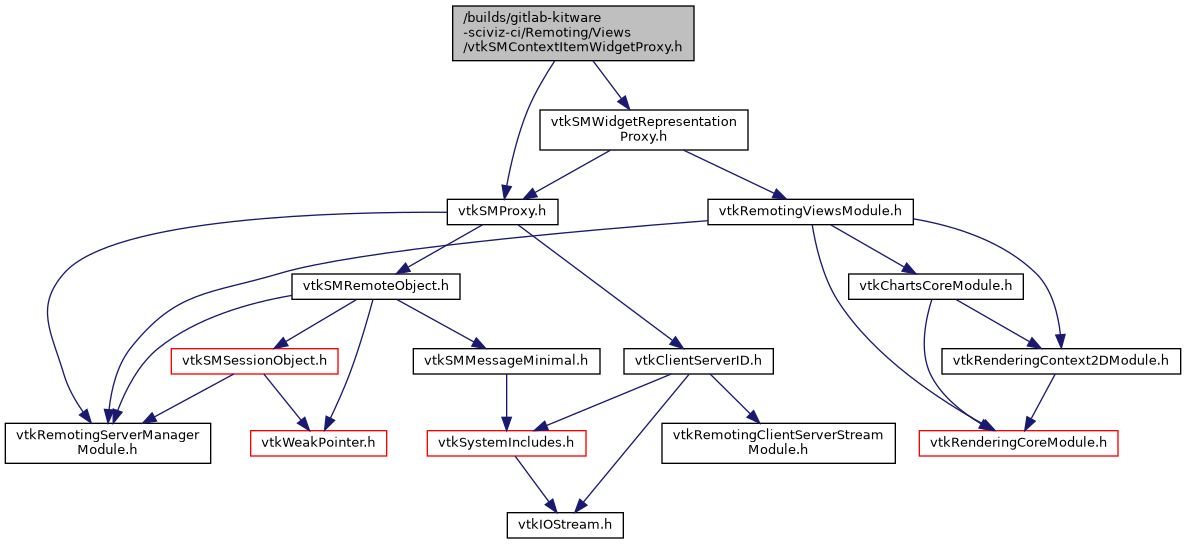 /builds/gitlab-kitware
-sciviz-ci/Remoting/Views
/vtkSMContextItemWidgetProxy.h
vtkSMWidgetRepresentation
Proxy.h
vtkSMProxy.h
vtkRemotingViewsModule.h
vtkSMRemoteObject.h
vtkChartsCoreModule.h
vtkSMSessionObject.h
vtkSMMessageMinimal.h
vtkClientServerID.h
vtkRenderingContext2DModule.h
vtkRemotingServerManager
Module.h
vtkWeakPointer.h
vtkSystemIncludes.h
vtkRemotingClientServerStream
Module.h
vtkRenderingCoreModule.h
vtkIOStream.h